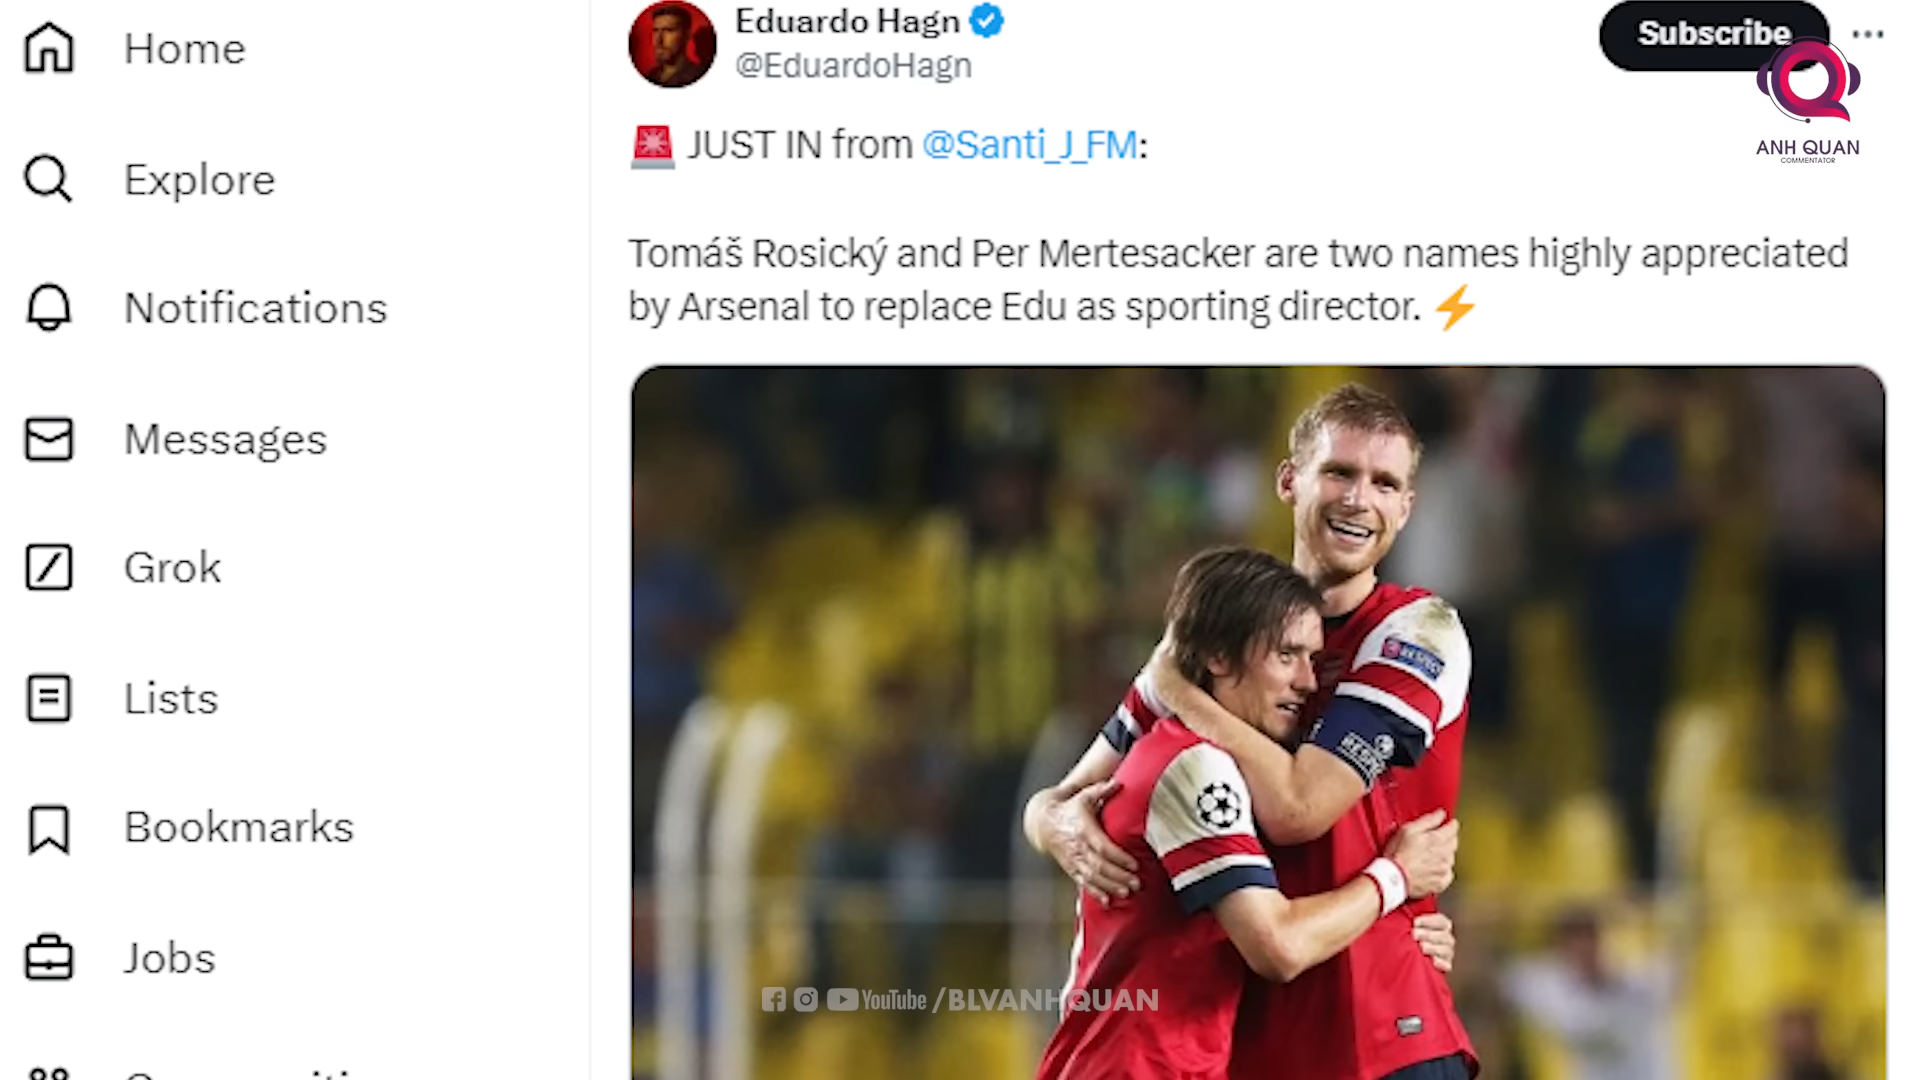 Home
Explore
Notifications
Messages
Grok
Lists
Bookmarks
Jobs
Eduardo Hagn
@EduardoHagn
Subscribe
ANH QUAN
COMMENTATOR
🚨 JUST IN from @Santi_J_FM:
Tomáš Rosický and Per Mertesacker are two names highly appreciated
by Arsenal to replace Edu as sporting director. ⚡
RESPECT
YouTube /BLVANHQUAN